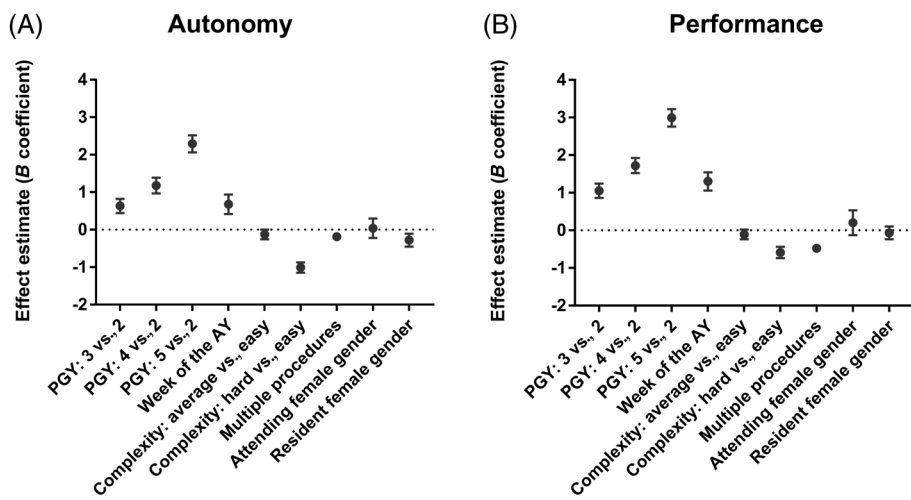 (A)
Autonomy
Effect estimate (B coefficient)
4
3
2
1
0
-1
-2
PGY: 3 vs., 2
PGY: 4 vs., 2
PGY: 5 vs., 2
Week of the AY
Complexity: average vs., easy
Complexity: hard vs., easy
Multiple procedures
Attending female gender
Resident female gender
(B)
Performance
Effect estimate (B coefficient)
4
3
2
1
0
-1
-2
PGY: 3 vs., 2
PGY: 4 vs., 2
PGY: 5 vs., 2
Week of the AY
Complexity: average vs., easy
Complexity: hard vs., easy
Multiple procedures
Attending female gender
Resident female gender